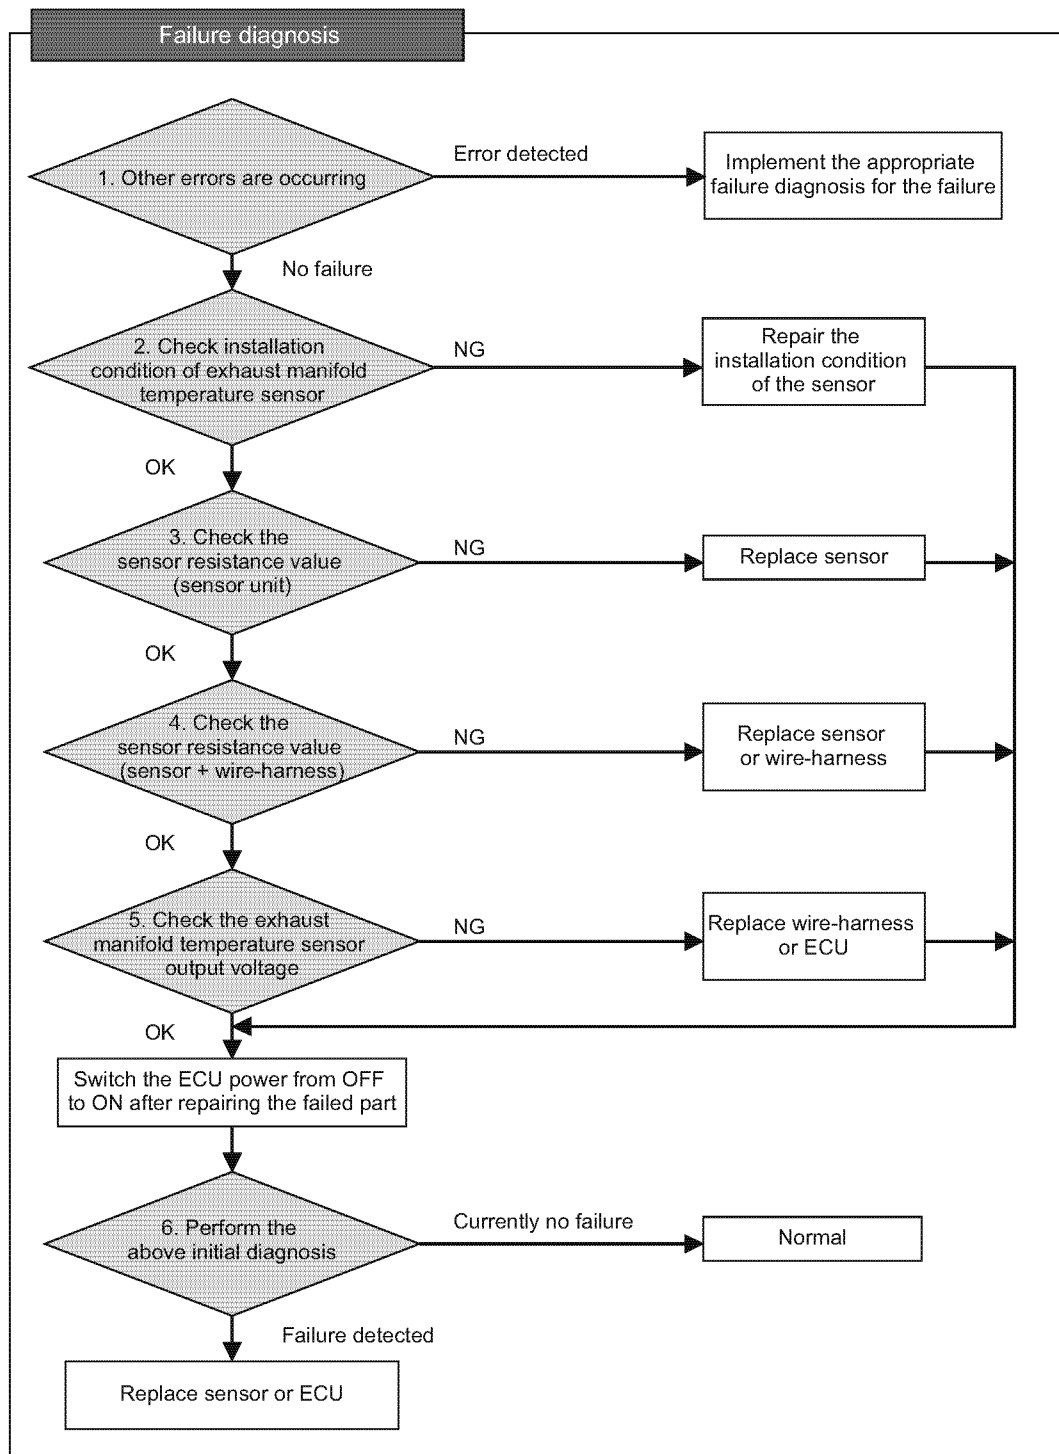 Failure diagnosis
1. Other errors are occurring
Error detected
Implement the appropriate
failure diagnosis for the failure
No failure
2. Check installation
condition of exhaust manifold
temperature sensor
NG
Repair the
installation condition
of the sensor
OK
3. Check the
sensor resistance value
(sensor unit)
NG
Replace sensor
OK
4. Check the
sensor resistance value
(sensor + wire-harness)
NG
Replace sensor
or wire-harness
OK
5. Check the exhaust
manifold temperature sensor
output voltage
NG
Replace wire-harness
or ECU
OK
Switch the ECU power from OFF
to ON after repairing the failed part
6. Perform the
above initial diagnosis
Currently no failure
Normal
Failure detected
Replace sensor or ECU